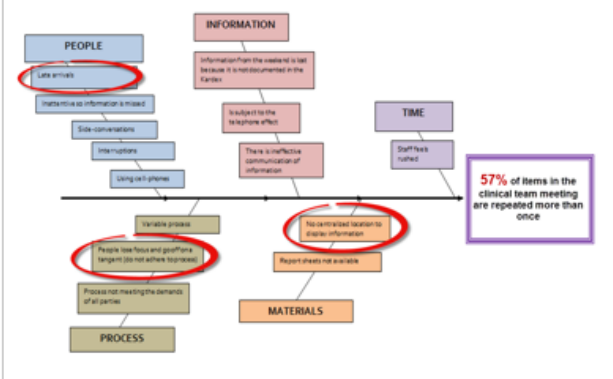 INFORMATION
PEOPLE
Late arrivals
Information from the weekend is lost
because it is not documented in the
Kardex
Inattentive so information is missed
Is subject to the
telephone effect
TIME
Side-conversations
Interruptions
There is ineffective
communication of
information
Staff feels
rushed
Using cell-phones
57% of items in the
clinical team meeting
are repeated more than
once
Variable process
No centralized location to
display information
People lose focus and go off on a
tangent (do not adhere to process)
Report sheets not available
Process not meeting the demands
of all parties
MATERIALS
PROCESS